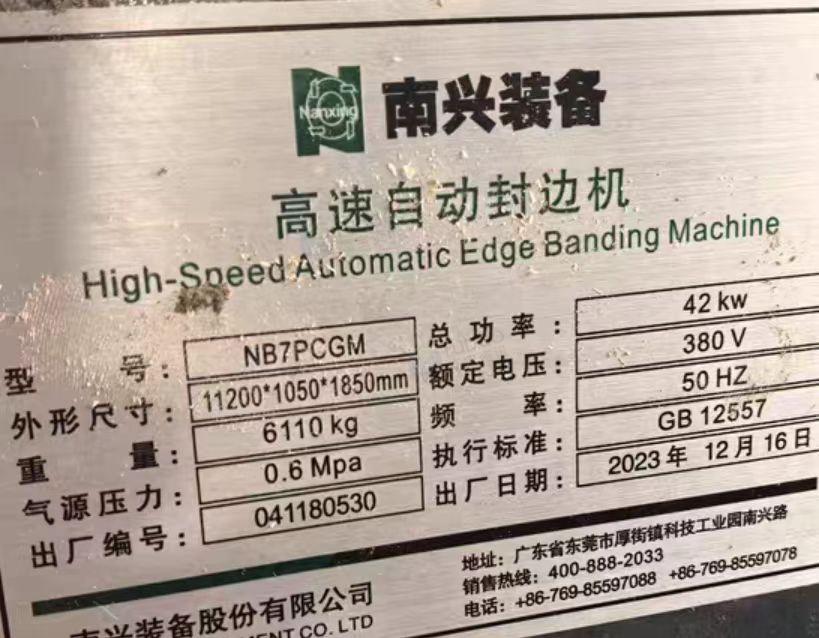 Nanxing 南兴装备
高速自动封边机
High-Speed Automatic Edge Banding Machine
型 号: NB7PCGM
外形尺寸: 11200*1050*1850mm
重 量: 6110 kg
气源压力: 0.6 Mpa
出厂编号: 041180530
总功率: 42 kw
额定电压: 380 V
频 率: 50 HZ
执行标准: GB 12557
出厂日期: 2023年 12月16日
南兴装备股份有限公司
MENT CO. LTD
地址: 广东省东莞市厚街镇科技工业园南兴路
销售热线: 400-888-2033
电话: +86-769-85597088 +86-769-85597078